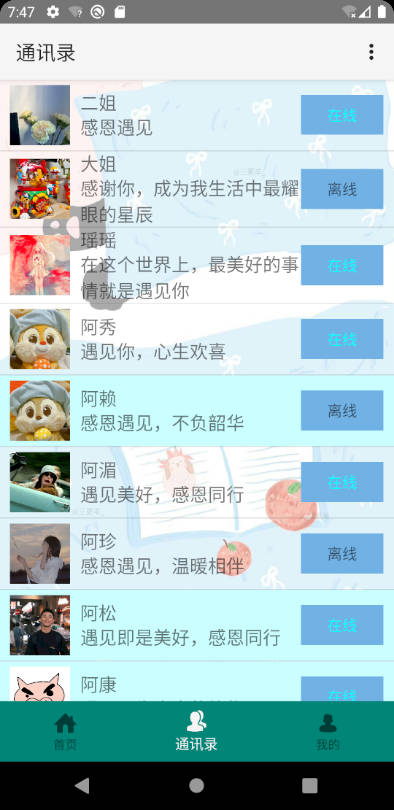 7:47
通讯录
二姐
感恩遇见
在线
大姐
感谢你，成为我生活中最耀
眼的星辰
离线
瑶瑶
在这个世界上，最美好的事
情就是遇见你
在线
阿秀
遇见你，心生欢喜
在线
阿赖
感恩遇见，不负韶华
离线
阿湄
遇见美好，感恩同行
在线
阿珍
感恩遇见，温暖相伴
离线
阿松
遇见即是美好，感恩同行
在线
阿康
在线
首页
通讯录
我的